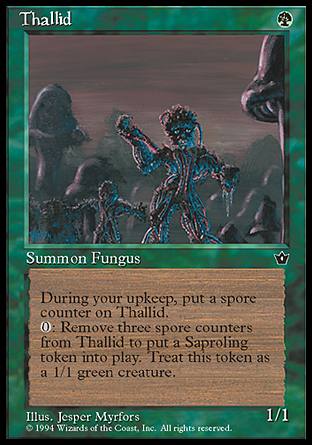 Thallid
Summon Fungus
During your upkeep, put a spore
counter on Thallid.
0: Remove three spore counters
from Thallid to put a Saproling
token into play. Treat this token
as a 1/1 green creature.
Illus. Jesper Myrfors
1/1
© 1994 Wizards of the Coast, Inc. All rights reserved.